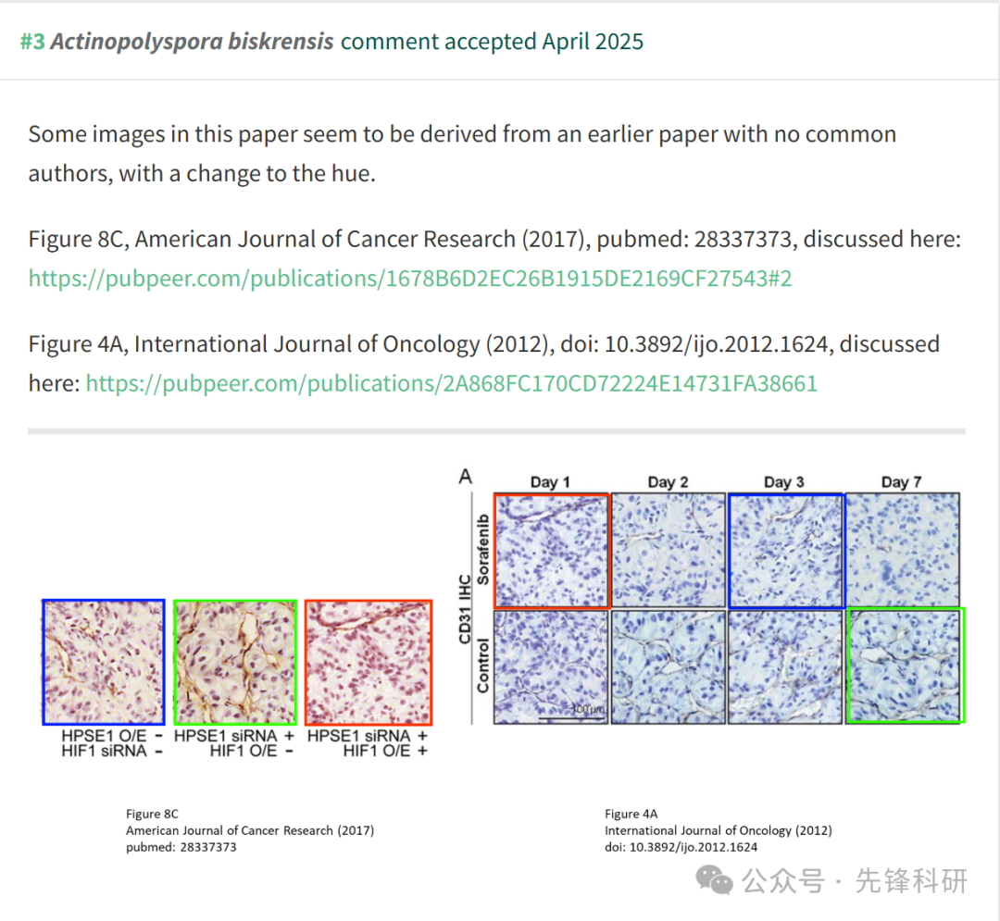 #3 Actinopolyspora biskrensis comment accepted April 2025
Some images in this paper seem to be derived from an earlier paper with no common
authors, with a change to the hue.
Figure 8C, American Journal of Cancer Research (2017), pubmed: 28337373, discussed here:
https://pubpeer.com/publications/1678B6D2EC26B1915DE2169CF27543#2
Figure 4A, International Journal of Oncology (2012), doi: 10.3892/ijo.2012.1624, discussed
here: https://pubpeer.com/publications/2A868FC170CD72224E14731FA38661
A
Day 1 Day 2 Day 3 Day 7
CD31 IHC
Sorafenib
Control
100μm
HPSE1 O/E - HPSE1 siRNA + HPSE1 siRNA +
HIF1 siRNA - HIF1 O/E - HIF1 O/E +
Figure 8C
American Journal of Cancer Research (2017)
pubmed: 28337373
Figure 4A
International Journal of Oncology (2012)
doi: 10.3892/ijo.2012.1624
公众号 · 先锋科研